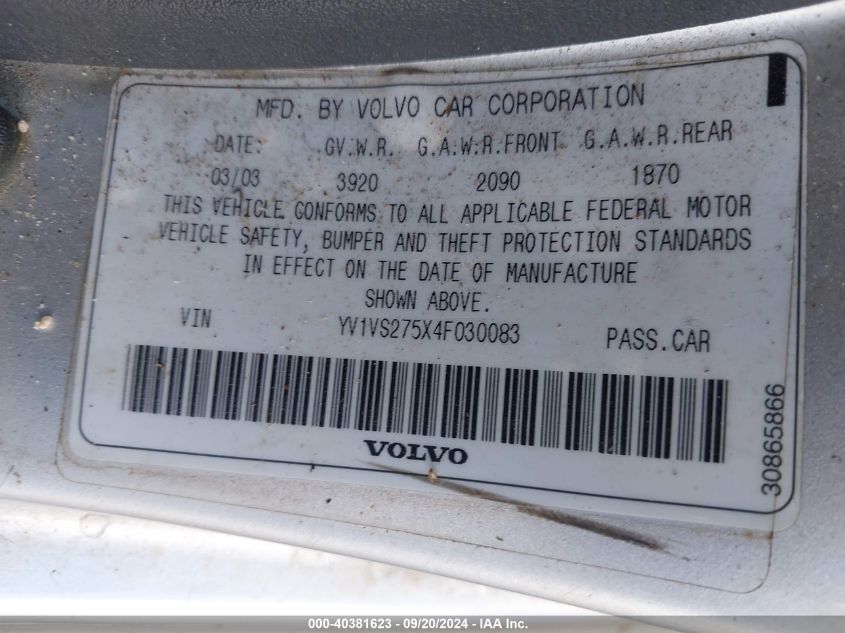 MFD. BY VOLVO CAR CORPORATION
DATE: GV.W.R. G.A.W.R.FRONT G.A.W.R.REAR
03/03 3920 2090 1870
THIS VEHICLE CONFORMS TO ALL APPLICABLE FEDERAL MOTOR
VEHICLE SAFETY, BUMPER AND THEFT PROTECTION STANDARDS
IN EFFECT ON THE DATE OF MANUFACTURE
SHOWN ABOVE.
VIN YV1VS275X4F030083 PASS.CAR
VOLVO
30865866
000-40381623 - 09/20/2024 - IAA Inc.